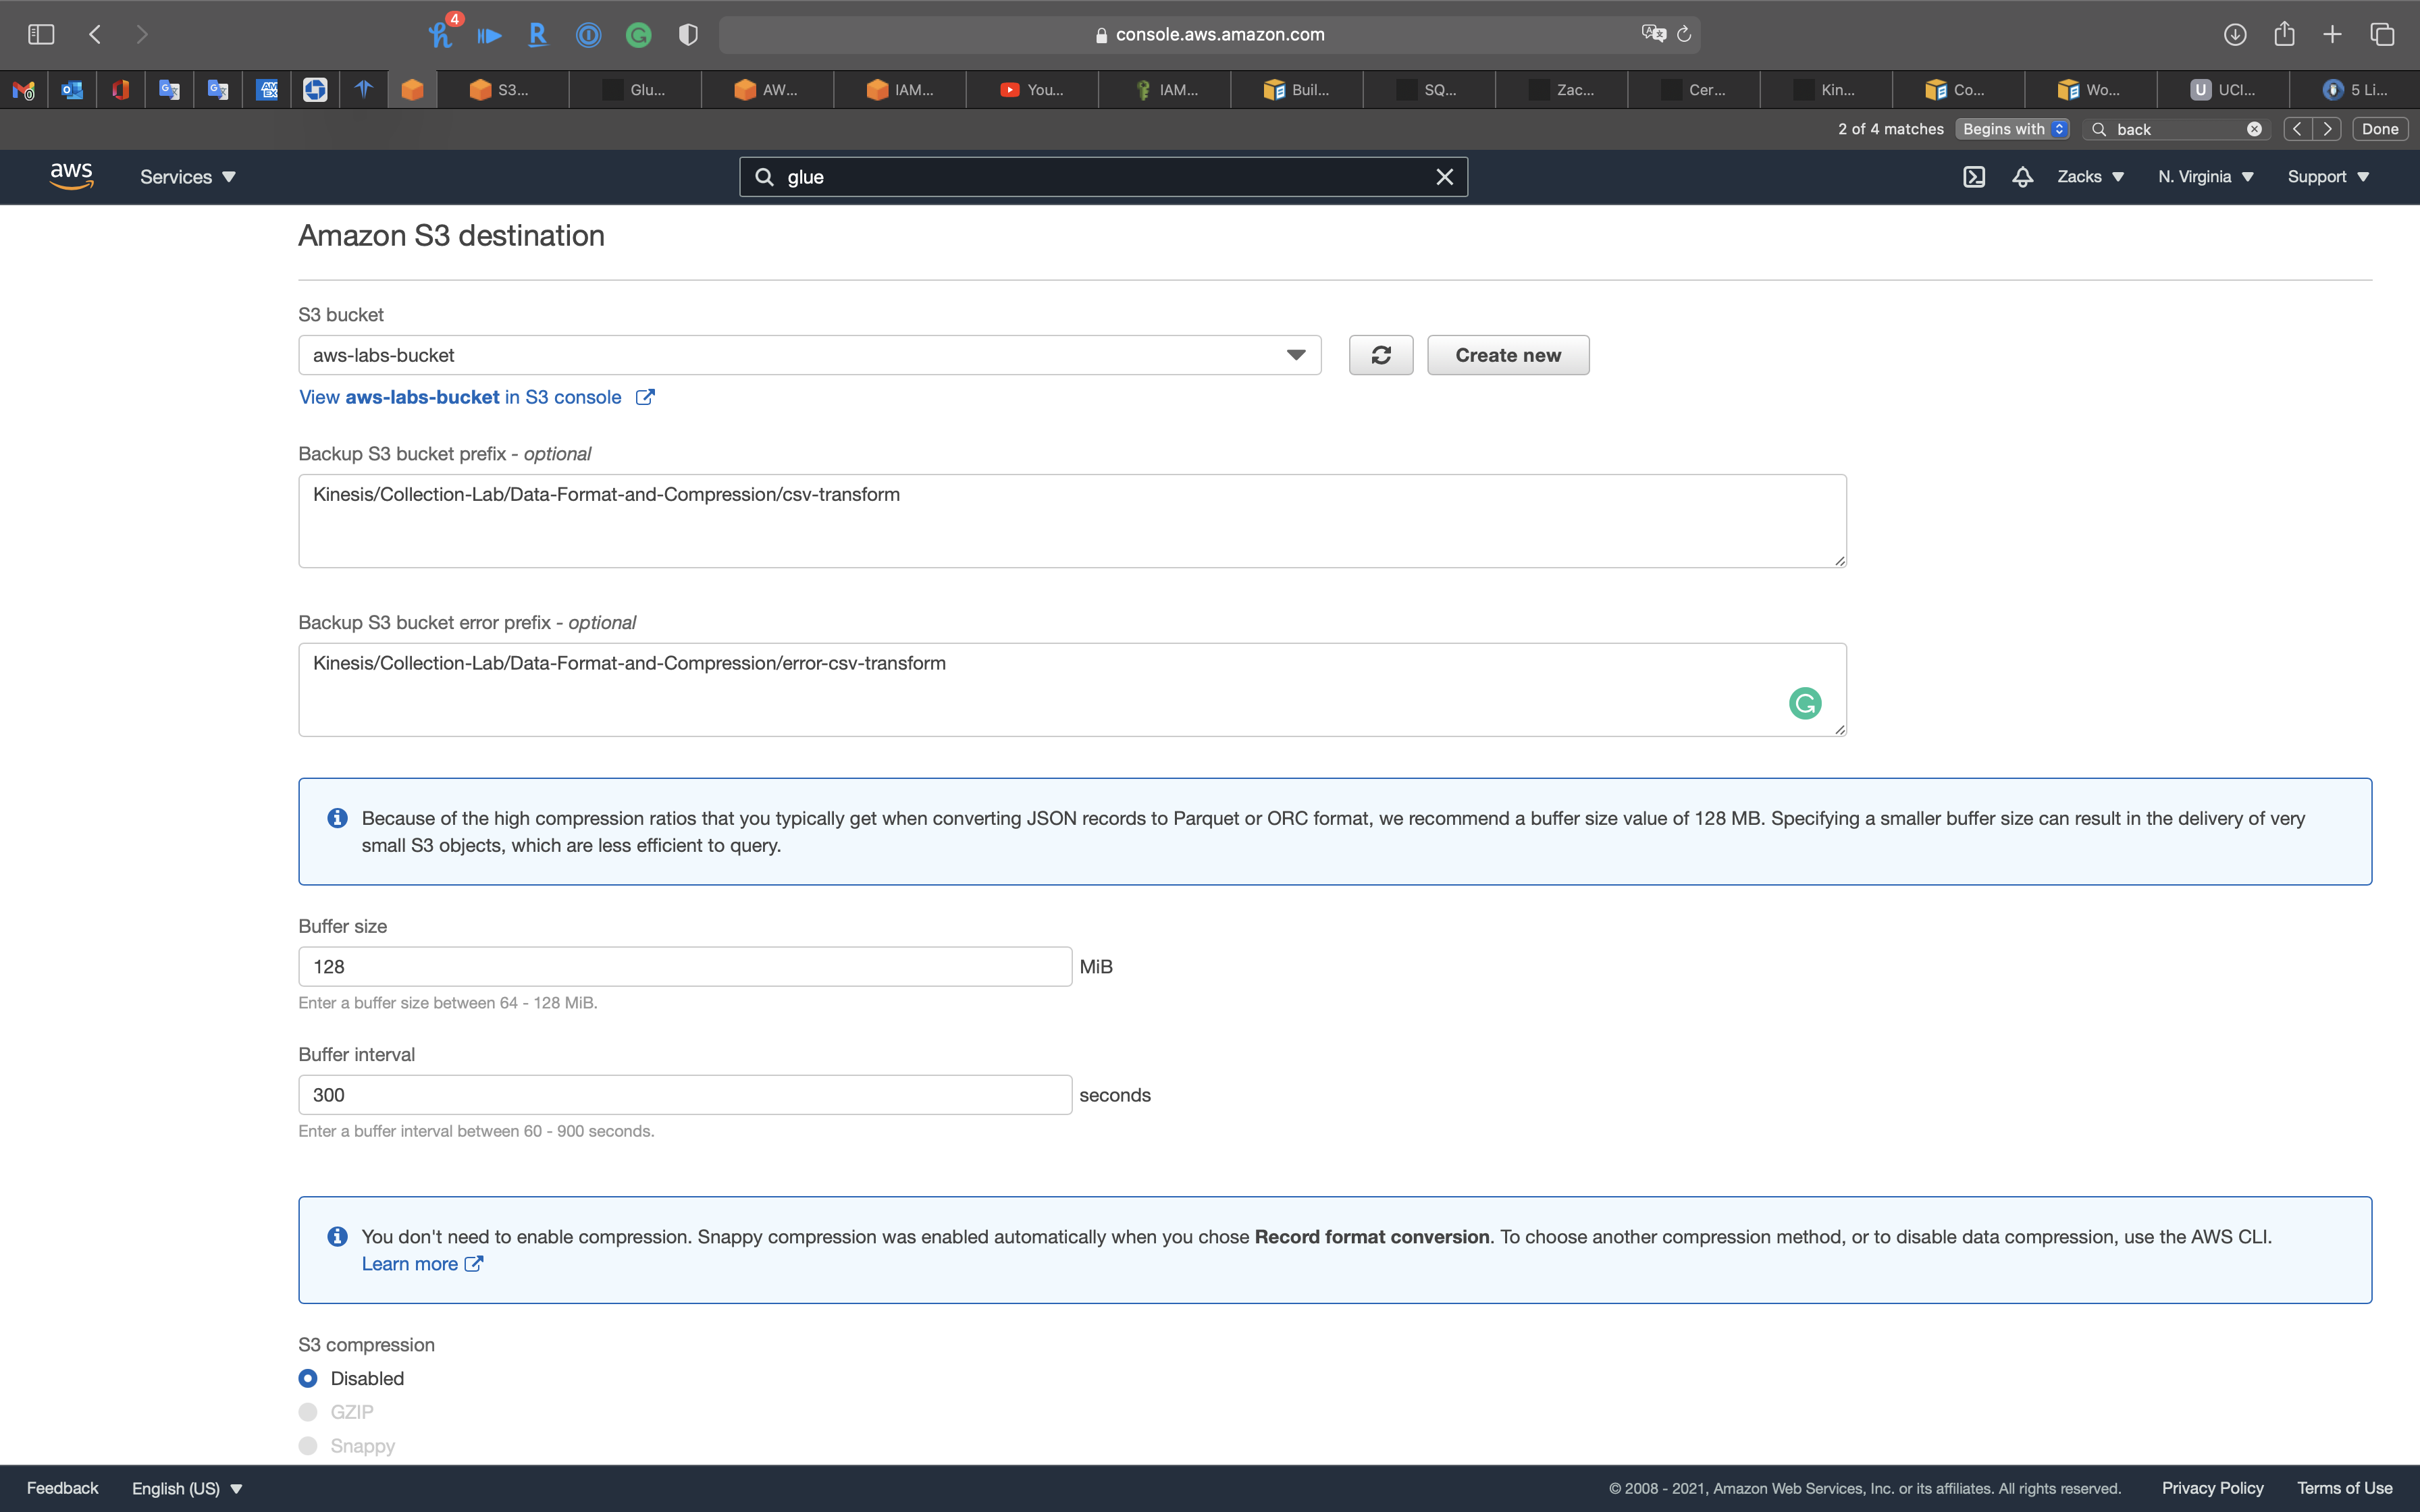 4
console.aws.amazon.com
S3...
Glu...
AW...
IAM...
You...
IAM...
Buil...
SQ...
Zac...
Cer...
Kin...
Co...
Wo...
UCI...
5 Li...
2 of 4 matches
Begins with
back
Done
aws
Services
glue
Zacks
N. Virginia
Support
Amazon S3 destination
S3 bucket
aws-labs-bucket
Create new
View aws-labs-bucket in S3 console
Backup S3 bucket prefix - optional
Kinesis/Collection-Lab/Data-Format-and-Compression/csv-transform
Backup S3 bucket error prefix - optional
Kinesis/Collection-Lab/Data-Format-and-Compression/error-csv-transform
Because of the high compression ratios that you typically get when converting JSON records to Parquet or ORC format, we recommend a buffer size value of 128 MB. Specifying a smaller buffer size can result in the delivery of very
small S3 objects, which are less efficient to query.
Buffer size
128 MiB
Enter a buffer size between 64 - 128 MiB.
Buffer interval
300 seconds
Enter a buffer interval between 60 - 900 seconds.
You don't need to enable compression. Snappy compression was enabled automatically when you chose Record format conversion. To choose another compression method, or to disable data compression, use the AWS CLI.
Learn more
S3 compression
Disabled
GZIP
Snappy
Feedback
English (US)
© 2008 - 2021, Amazon Web Services, Inc. or its affiliates. All rights reserved.
Privacy Policy
Terms of Use